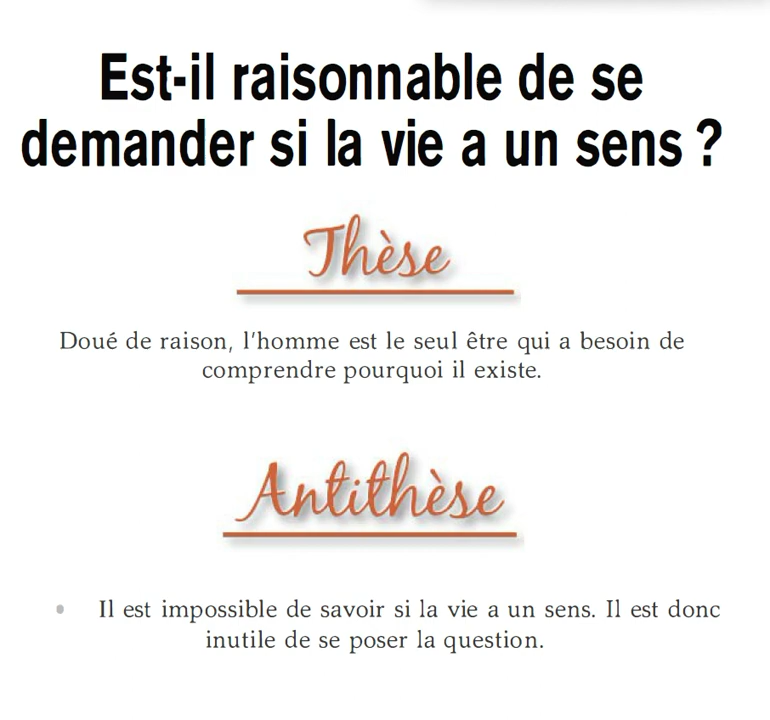 Est-il raisonnable de se
demander si la vie a un sens ?
Thèse
Doué de raison, l'homme est le seul être qui a besoin de
comprendre pourquoi il existe.
Antithèse
• Il est impossible de savoir si la vie a un sens. Il est donc
inutile de se poser la question.